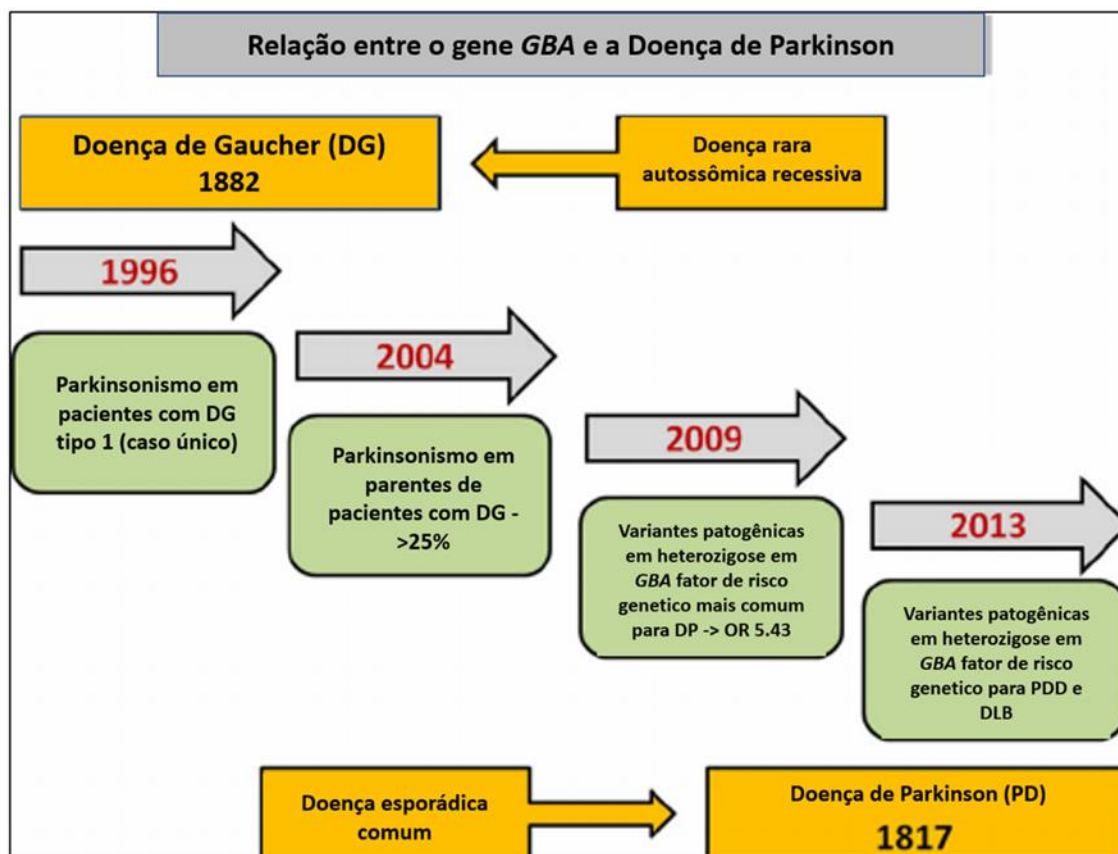 Relação entre o gene GBA e a Doença de Parkinson
Doença de Gaucher (DG)
1882
Doença rara
autossômica recessiva
1996
Parkinsonismo em
pacientes com DG
tipo 1 (caso único)
2004
Parkinsonismo em
parentes de
pacientes com DG -
>25%
2009
Variantes patogênicas
em heterozigose em
GBA fator de risco
genetico mais comum
para DP -> OR 5.43
2013
Variantes patogênicas
em heterozigose em
GBA fator de risco
genetico para PDD e
DLB
Doença esporádica
comum
Doença de Parkinson (PD)
1817